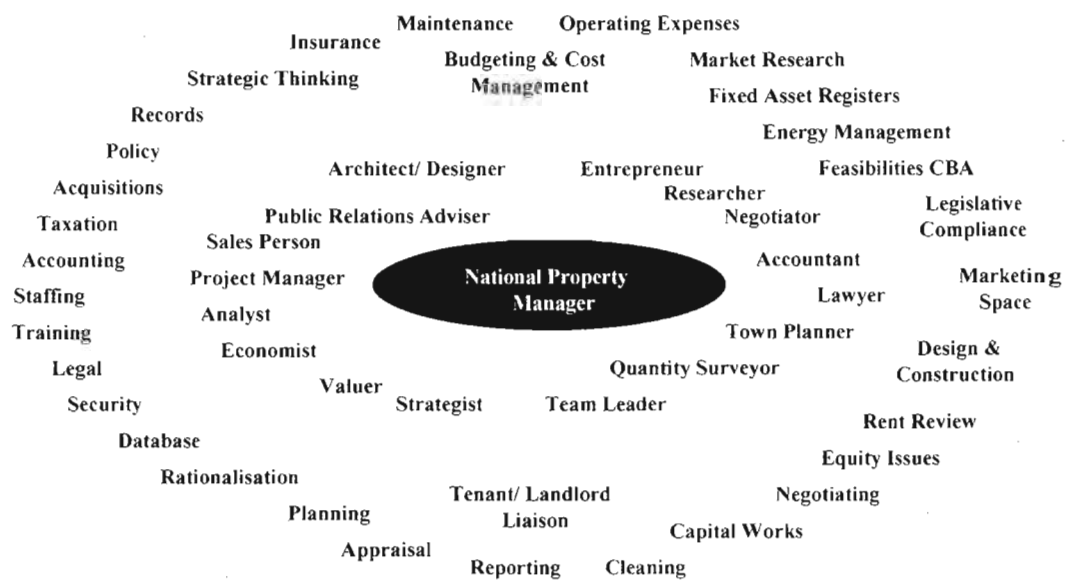 Maintenance Operating Expenses
Insurance
Budgeting & Cost
Management
Market Research
Strategic Thinking
Fixed Asset Registers
Records
Energy Management
Policy
Architect/ Designer
Entrepreneur
Feasibilities CBA
Acquisitions
Researcher
Legislative
Compliance
Taxation
Public Relations Adviser
Negotiator
Sales Person
Accounting
Accountant
Project Manager
National Property
Manager
Marketing
Space
Staffing
Lawyer
Analyst
Training
Town Planner
Economist
Design &
Construction
Legal
Quantity Surveyor
Valuer
Security
Strategist
Team Leader
Rent Review
Database
Equity Issues
Rationalisation
Tenant/ Landlord
Liaison
Negotiating
Planning
Capital Works
Appraisal
Reporting
Cleaning